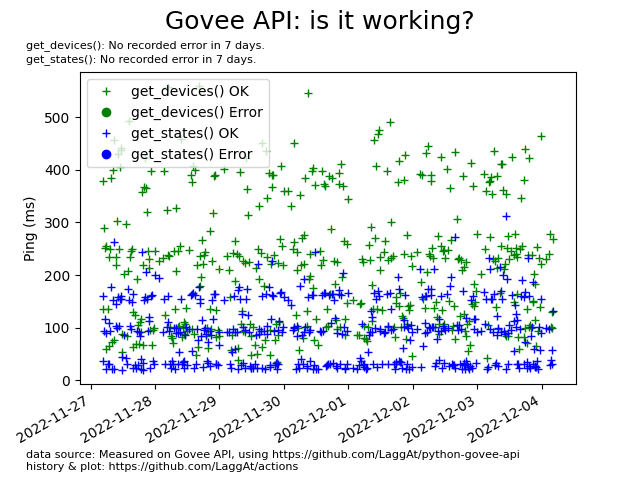 Govee API: is it working?
get_devices(): No recorded error in 7 days.
get_states(): No recorded error in 7 days.
get_devices() OK
get_devices() Error
get_states() OK
get_states() Error
Ping (ms)
500
400
300
200
100
0
2022-11-27
2022-11-28
2022-11-29
2022-11-30
2022-12-01
2022-12-02
2022-12-03
2022-12-04
data source: Measured on Govee API, using https://github.com/LaggAt/python-govee-api
history & plot: https://github.com/LaggAt/actions